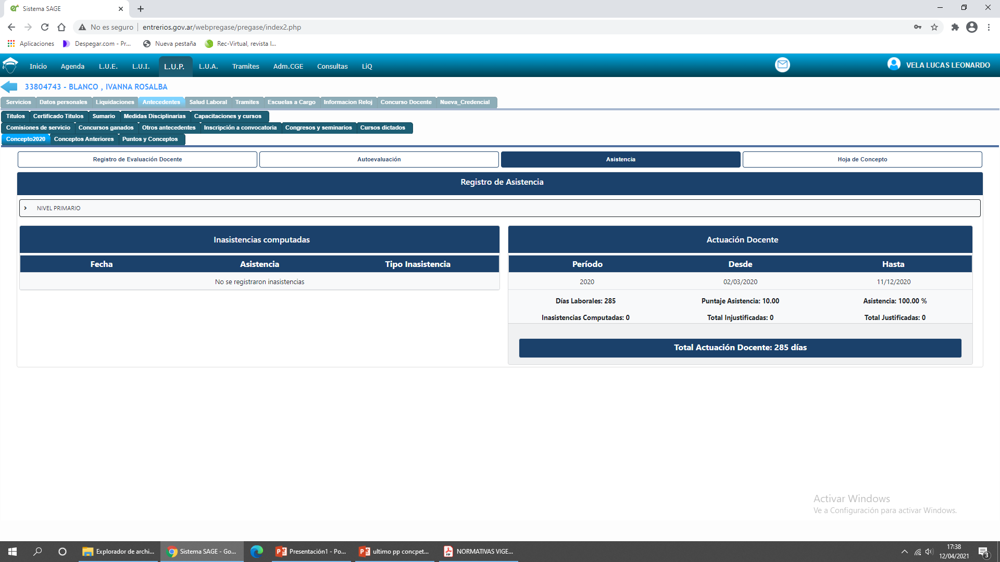 Sistema SAGE
No es seguro entrerios.gov.ar/webpregase/pregase/index2.php
Aplicaciones Despegar.com - Pr... Nueva pestaña Rec-Virtual, revista l...
Inicio Agenda L.U.E. L.U.I. L.U.P. L.U.A. Tramites Adm.CGE Consultas LiQ VELA LUCAS LEONARDO
33804743 - BLANCO , IVANNA ROSALBA
Servicios Datos personales Liquidaciones Antecedentes Salud Laboral Tramites Escuelas a Cargo Informacion Reloj Concurso Docente Nueva_Credencial
Titulos Certificado Titulos Sumario Medidas Disciplinarias Capacitaciones y cursos
Comisiones de servicio Concursos ganados Otros antecedentes Inscripción a convocatoria Congresos y seminarios Cursos dictados
Concepto2020 Conceptos Anteriores Puntos y Conceptos
Registro de Evaluación Docente Autoevaluación Asistencia Hoja de Concepto
Registro de Asistencia
NIVEL PRIMARIO
Inasistencias computadas
Fecha Asistencia Tipo Inasistencia
No se registraron inasistencias
Actuación Docente
Período Desde Hasta
2020 02/03/2020 11/12/2020
Días Laborales: 285 Puntaje Asistencia: 10.00 Asistencia: 100.00 %
Inasistencias Computadas: 0 Total Injustificadas: 0 Total Justificadas: 0
Total Actuación Docente: 285 días
Activar Windows
Ve a Configuración para activar Windows.
Explorador de archi... Sistema SAGE - Go... Presentación1 - Po... ultimo pp concpet... NORMATIVAS VIGE...
17:38
12/04/2021
3